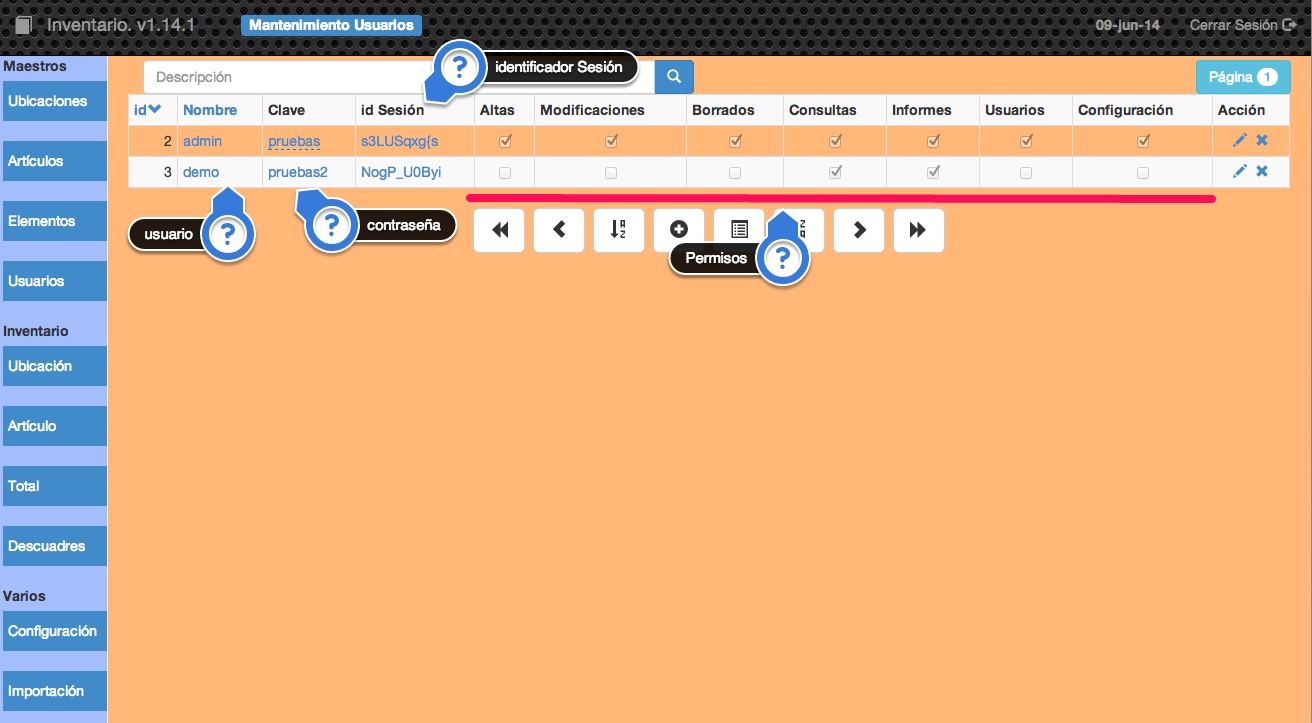 Inventario. v1.14.1 Mantenimiento Usuarios 09-jun-14 Cerrar Sesión
Maestros
Ubicaciones
Artículos
Elementos
Usuarios
Inventario
Ubicación
Artículo
Total
Descuadres
Varios
Configuración
Importación
Descripción
? identificador Sesión
Página 1
id Nombre Clave id Sesión Altas Modificaciones Borrados Consultas Informes Usuarios Configuración Acción
2 admin pruebas s3LUSqxg{s
3 demo pruebas2 NogP_U0Byi
usuario ?
? contraseña
A Z
Z A
Permisos ?